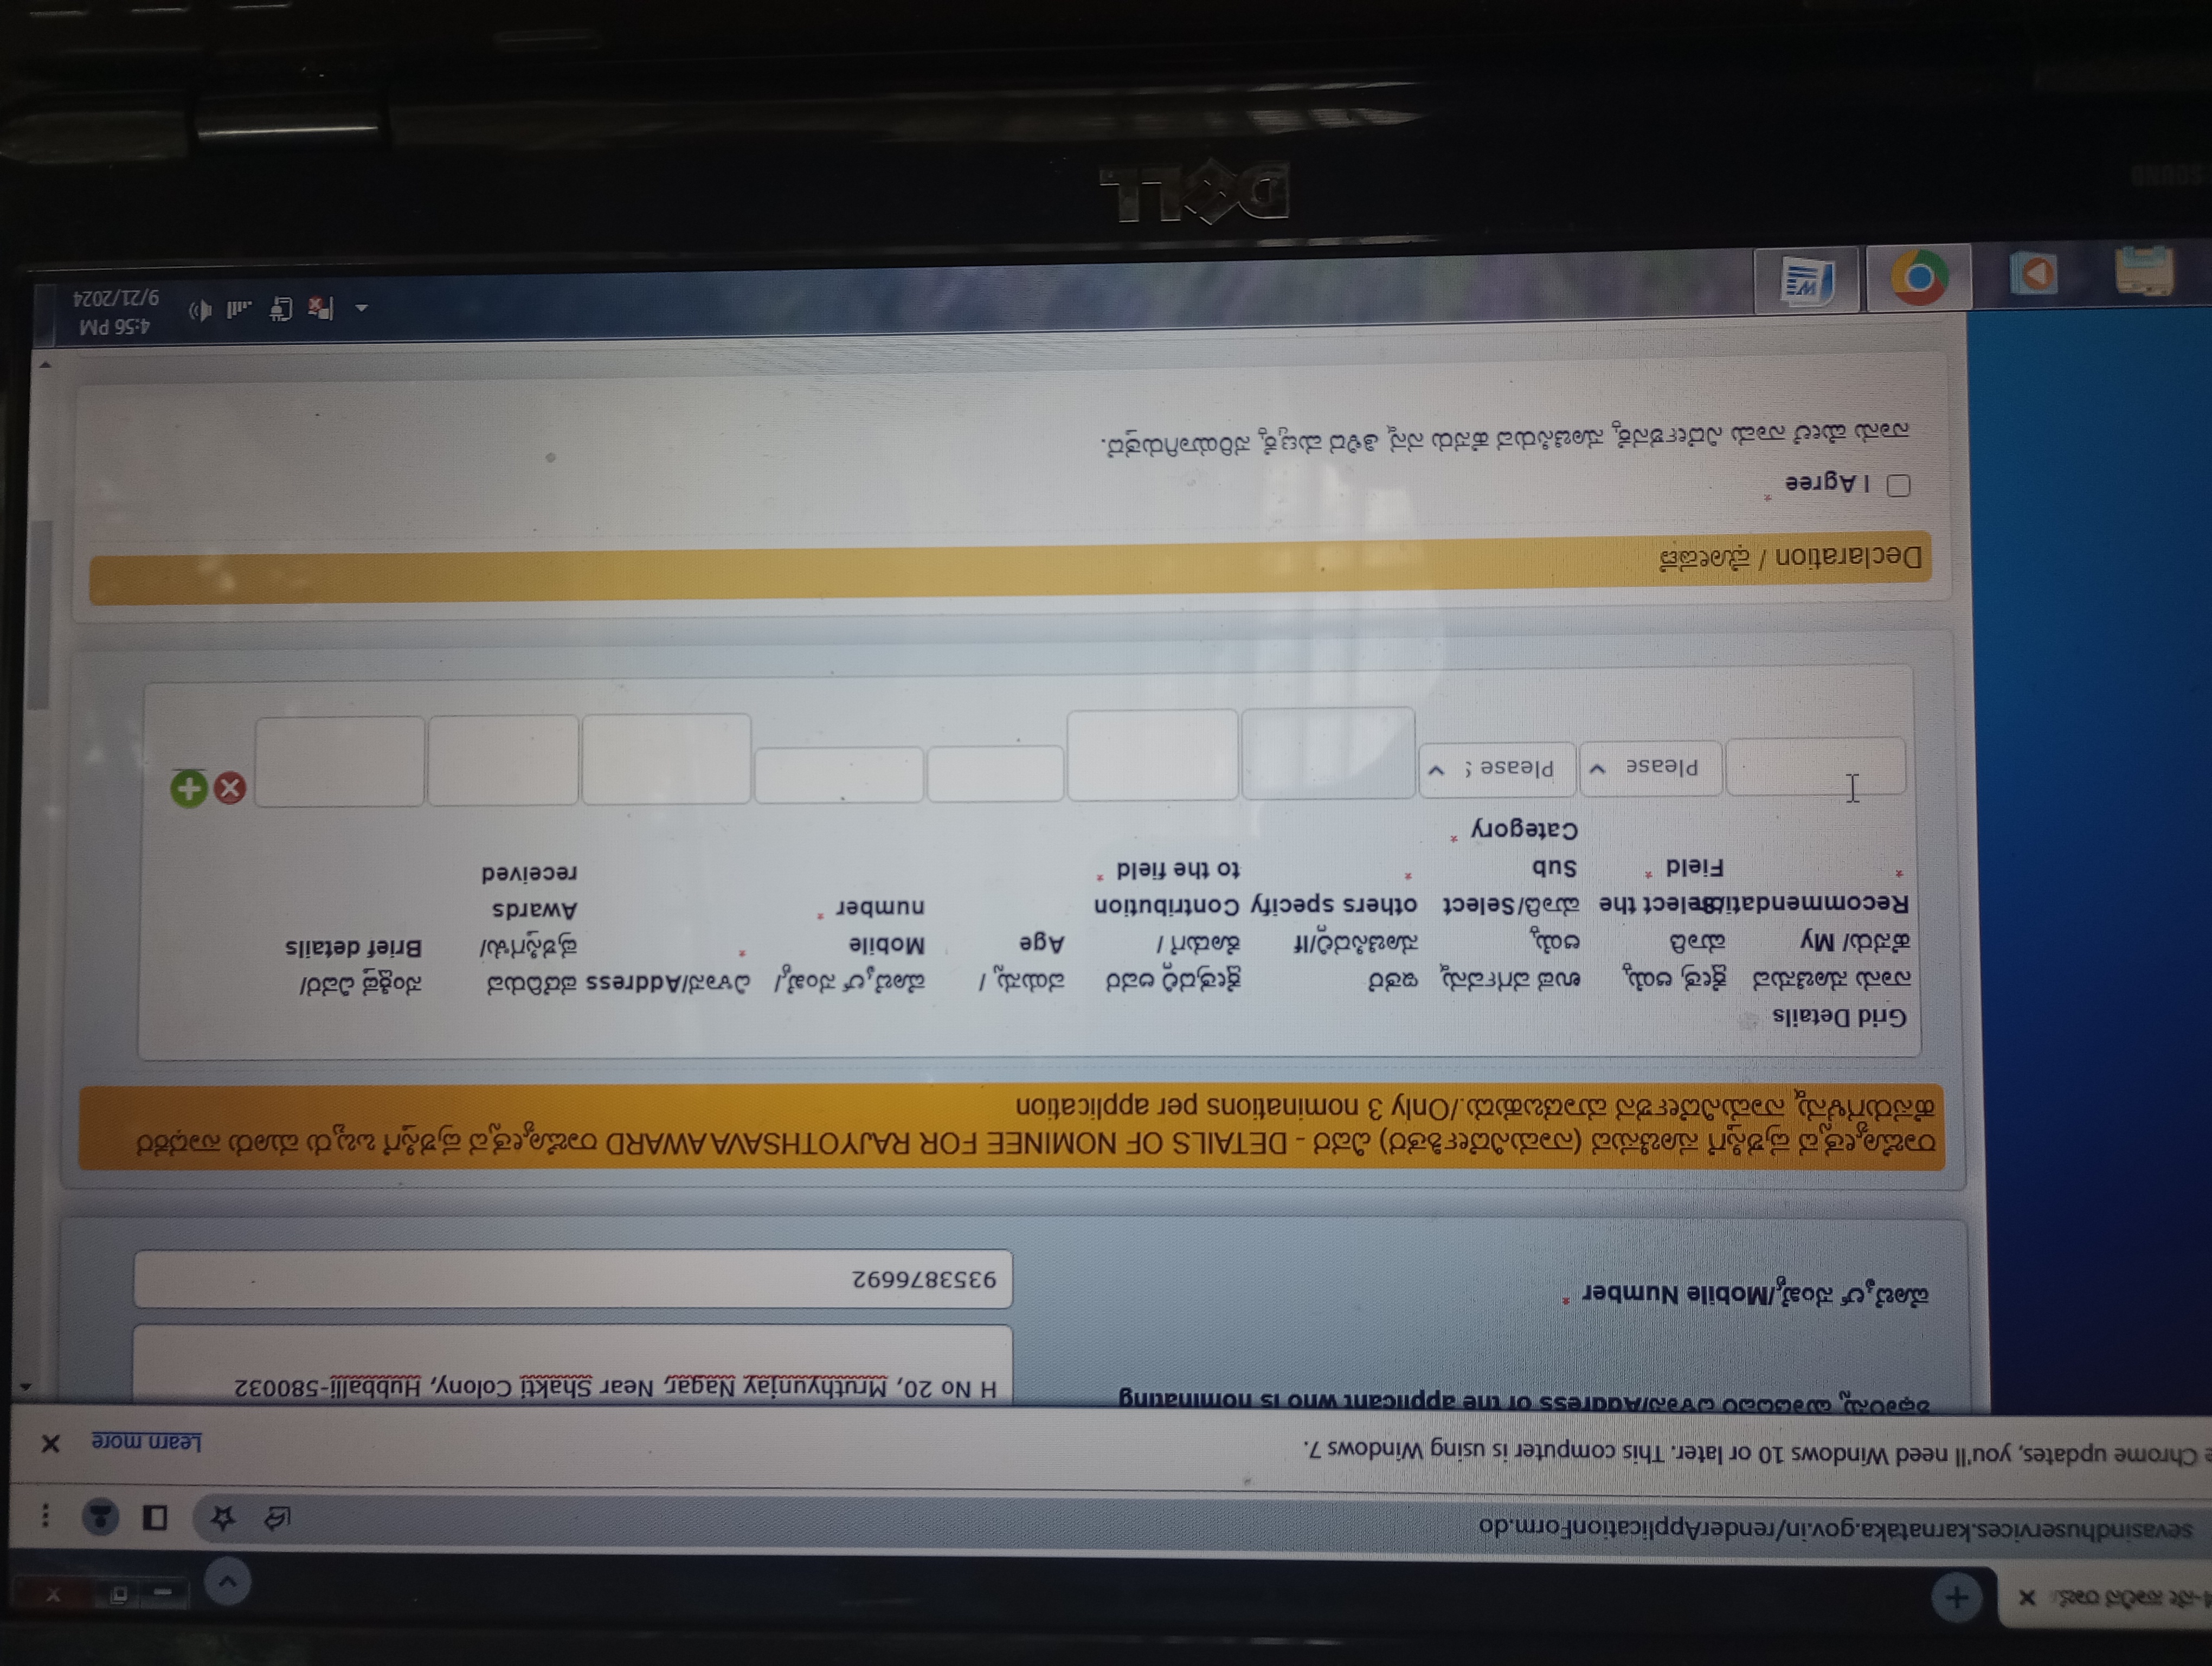 4-ನೇ ಸಾಲಿನ ರಾಜ್ಯೋ
sevasindhuservices.karnataka.gov.in/renderApplicationForm.do
e Chrome updates, you'll need Windows 10 or later. This computer is using Windows 7.
Learn more
ಮಾಡಿದವರ ವಿಳಾಸ/Address of the applicant who is nominating
H No 20, Mruthyunjay Nagar, Near Shakti Colony, Hubballi-580032
ಮೊಬೈಲ್ ಸಂಖ್ಯೆ/Mobile Number *
9353876692
ರಾಜ್ಯೋತ್ಸವ ಪ್ರಶಸ್ತಿಗೆ ಸೂಚಿಸುವ (ನಾಮನಿರ್ದೇಶಿತರ) ವಿವರ - DETAILS OF NOMINEE FOR RAJYOTHSAVA AWARD ರಾಜ್ಯೋತ್ಸವ ಪ್ರಶಸ್ತಿಗೆ ಒಬ್ಬರು ಮೂರು ಸಾಧಕರ
ಹೆಸರುಗಳನ್ನು ನಾಮನಿರ್ದೇಶನ ಮಾಡಬಹುದು./Only 3 nominations per application
Grid Details
ನಾನು ಸೂಚಿಸುವ
ಹೆಸರು/ My
Recommendation
*
ಕ್ಷೇತ್ರ ಆಯ್ಕೆ
ಮಾಡಿ
/Select the
Field *
ಉಪ ವರ್ಗವನ್ನು
ಆಯ್ಕೆ
ಮಾಡಿ/Select
Sub
Category *
ಇತರೆ
ಸೂಚಿಸಿದಲ್ಲಿ/If
others specify
*
ಕ್ಷೇತ್ರದಲ್ಲಿ ಅವರ
ಕೊಡುಗೆ /
Contribution
to the field *
ವಯಸ್ಸು /
Age
ಮೊಬೈಲ್ ಸಂಖ್ಯೆ/
Mobile
number *
ವಿಳಾಸ/Address
*
ಪಡೆದಿರುವ
ಪ್ರಶಸ್ತಿಗಳು/
Awards
received
ಸಂಕ್ಷಿಪ್ತ ವಿವರ/
Brief details
Please
Please S
Declaration / ಘೋಷಣೆ
I Agree *
ನಾನು ಮೇಲೆ ನಾಮ ನಿರ್ದೇಶನಕ್ಕೆ ಸೂಚಿಸಿರುವ ಹೆಸರು ನನ್ನ ತಿಳಿದ ಮಟ್ಟಕ್ಕೆ ಸರಿಯಾಗಿರುತ್ತದೆ.
4:56 PM
9/21/2024
DELL
SOUND